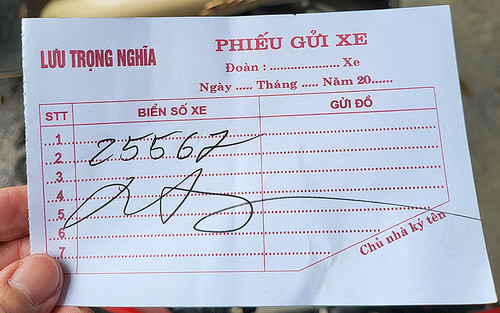 LƯU TRỌNG NGHĨA
PHIẾU GỬI XE
Đoàn : .................... Xe
Ngày ..... Tháng ..... Năm 20......
STT BIỂN SỐ XE GỬI ĐỒ
1
2 25567
3
4
5
6
7
Chủ nhà ký tên